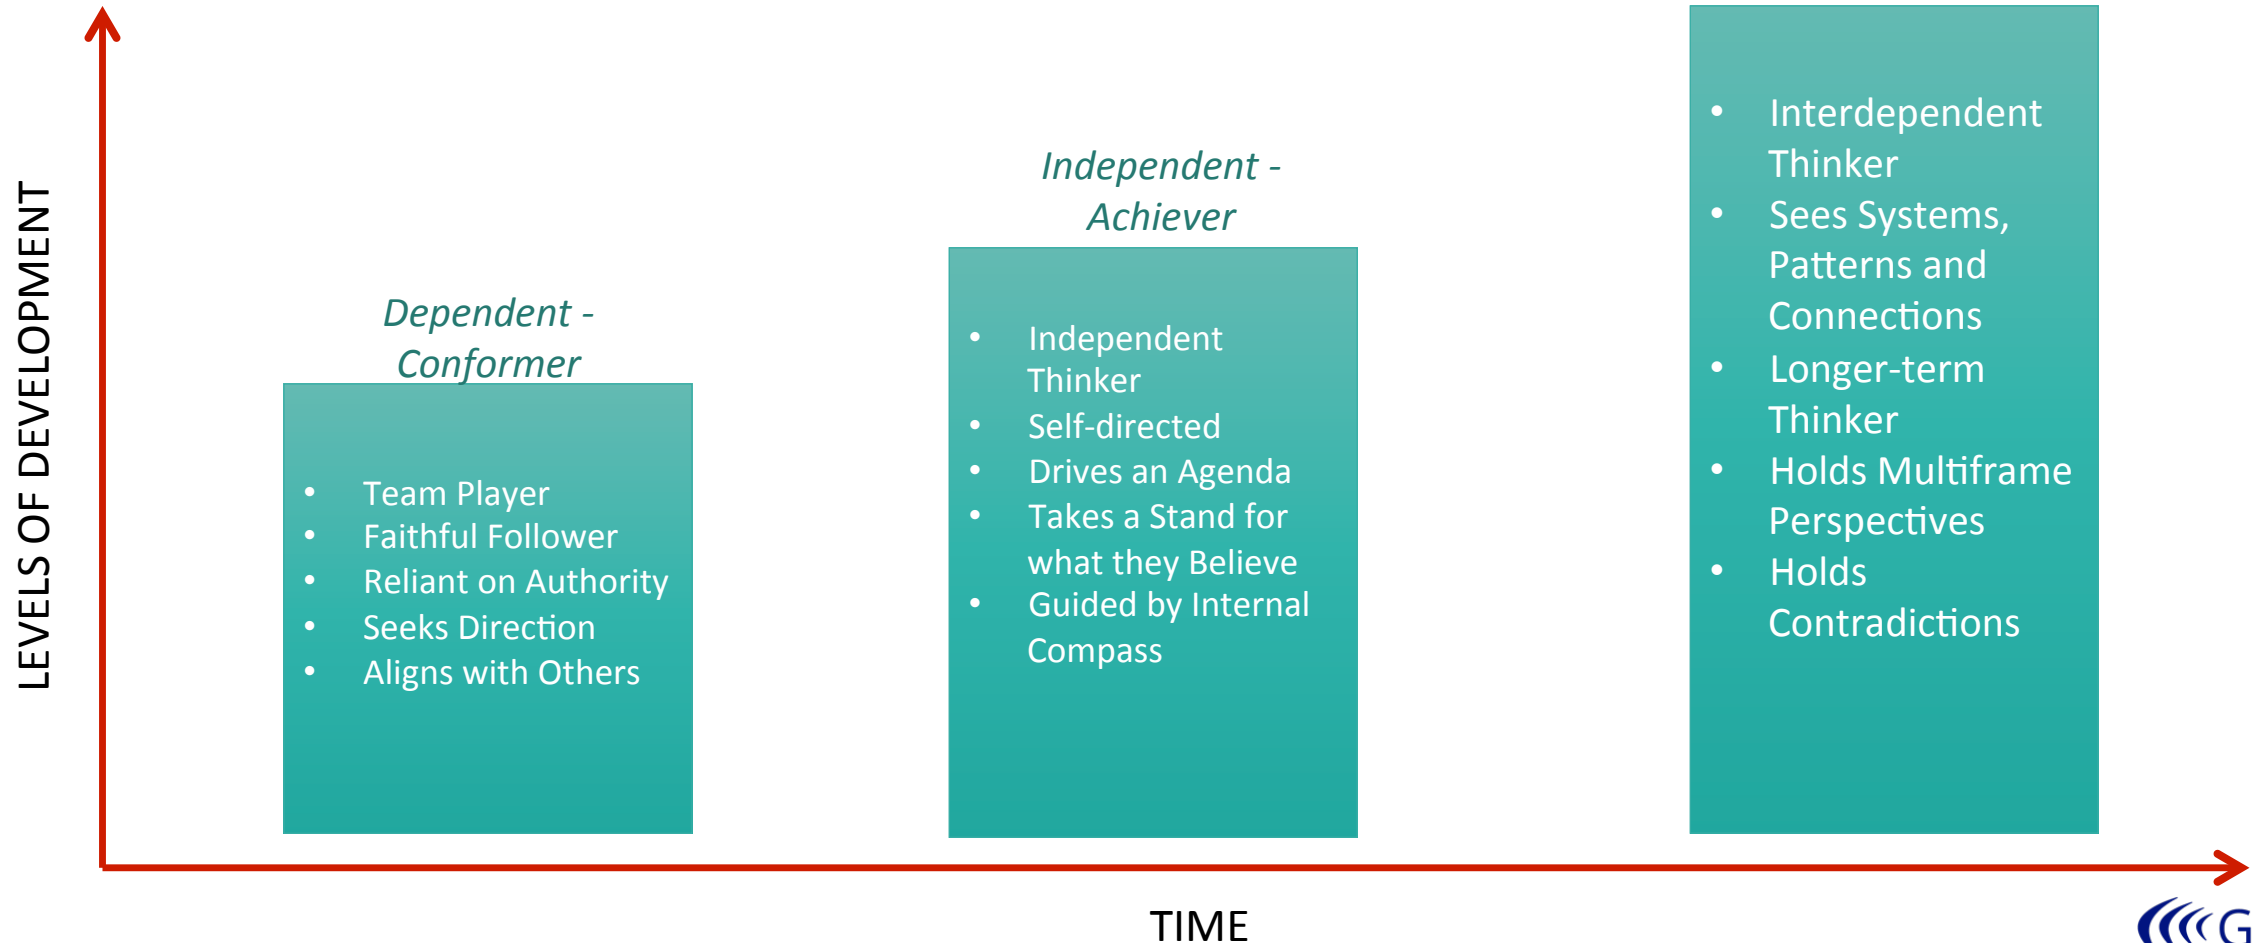 LEVELS OF DEVELOPMENT
Dependent -
Conformer
• Team Player
• Faithful Follower
• Reliant on Authority
• Seeks Direction
• Aligns with Others
Independent -
Achiever
• Independent
Thinker
• Self-directed
• Drives an Agenda
• Takes a Stand for
what they Believe
• Guided by Internal
Compass
• Interdependent
Thinker
• Sees Systems,
Patterns and
Connections
• Longer-term
Thinker
• Holds Multiframe
Perspectives
• Holds
Contradictions
TIME
G